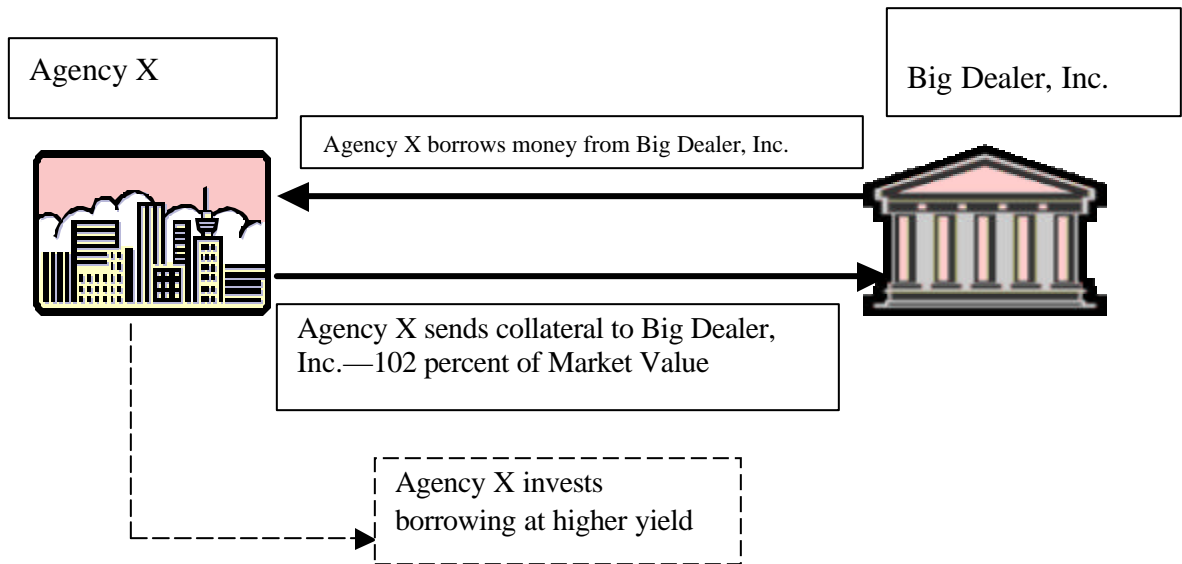 Agency X
Big Dealer, Inc.
Agency X borrows money from Big Dealer, Inc.
Agency X sends collateral to Big Dealer,
Inc.—102 percent of Market Value
Agency X invests
borrowing at higher yield